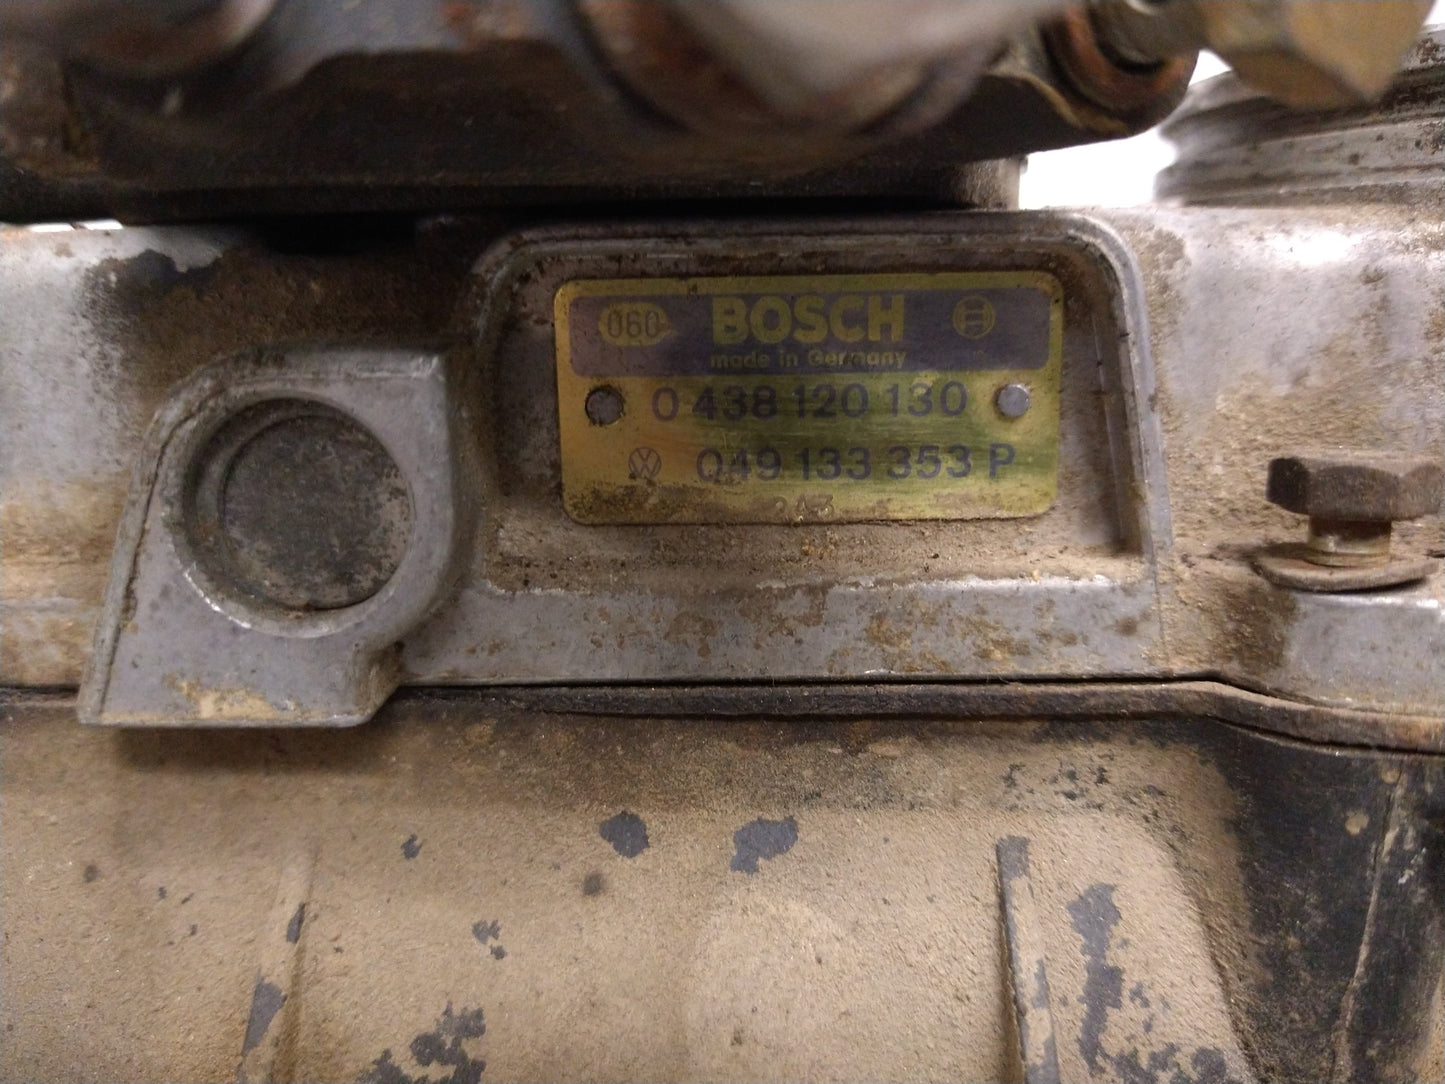 060 BOSCH
made in Germany
0 438 120 130
049 133 353 P